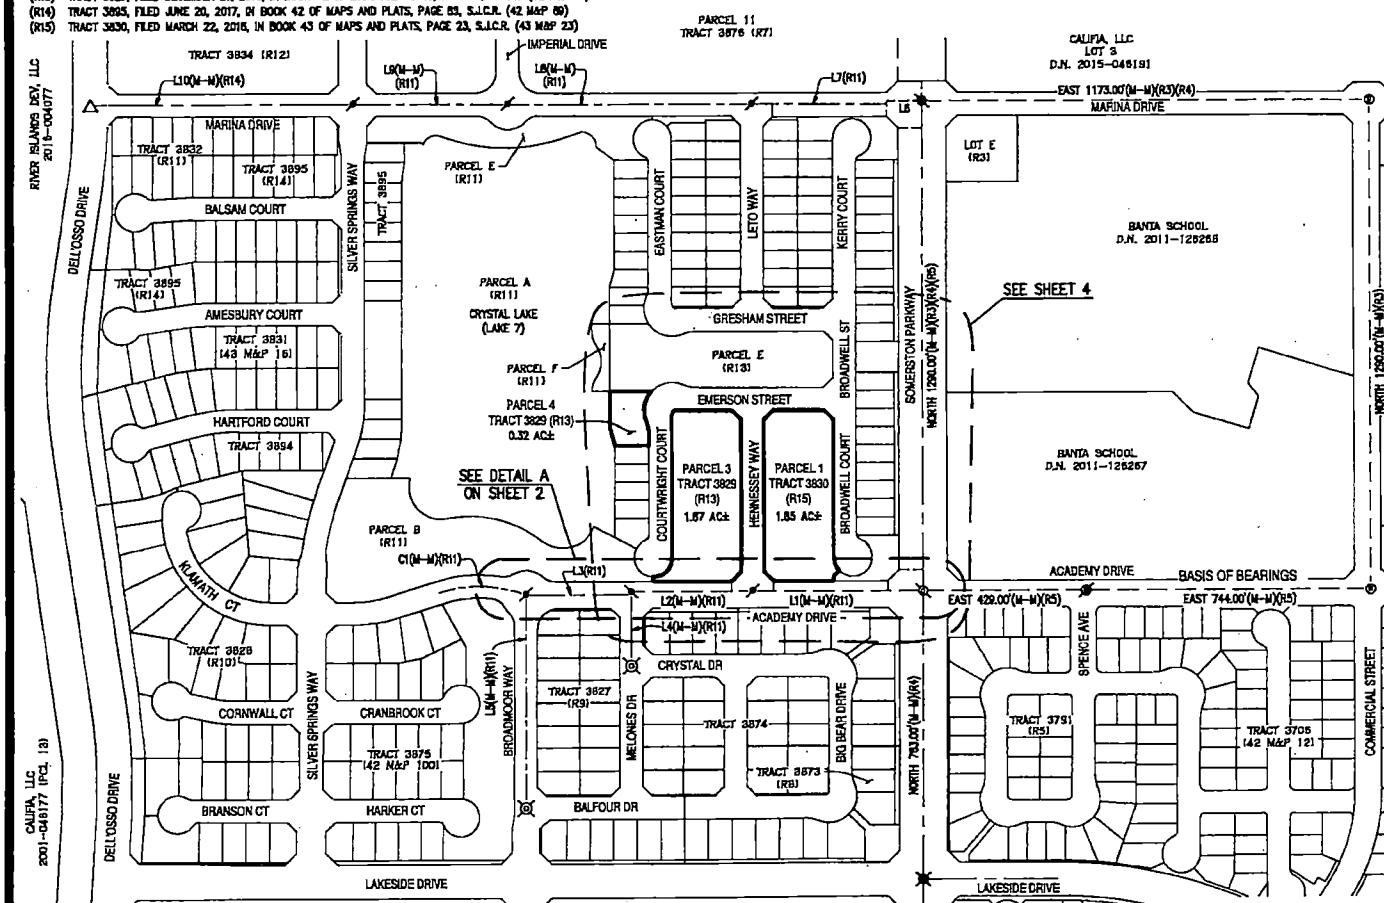 (R14) TRACT 3895, FILED JUNE 20, 2017, IN BOOK 42 OF MAPS AND PLATS, PAGE 69, S.J.C.R. (42 M&P 69)
(R15) TRACT 3830, FILED MARCH 22, 2018, IN BOOK 43 OF MAPS AND PLATS, PAGE 23, S.J.C.R. (43 M&P 23)
PARCEL 11
TRACT 3876 (R7)
IMPERIAL DRIVE
TRACT 3834 (R12)
CALIFIA, LLC
LOT 3
D.N. 2015-046191
RIVER ISLANDS DEV, LLC
2015-004077
L10(M-M)(R14)
L9(M-M)
(R11)
L8(M-M)
(R11)
L7(R11)
L6
EAST 1173.00'(M-M)(R3)(R4)
MARINA DRIVE
MARINA DRIVE
TRACT 3832
(R11)
TRACT 3895
(R14)
TRACT 3895
PARCEL E
(R11)
LOT E
(R3)
DELL'OSSO DRIVE
SILVER SPRINGS WAY
BALSAM COURT
EASTMAN COURT
LETO WAY
KERRY COURT
BANTA SCHOOL
D.N. 2011-125266
TRACT 3895
(R14)
PARCEL A
(R11)
CRYSTAL LAKE
(LAKE 7)
SEE SHEET 4
AMESBURY COURT
GRESHAM STREET
TRACT 3831
(43 M&P 16)
PARCEL F
(R11)
PARCEL E
(R13)
BROADWELL ST
SOMERSTON PARKWAY
NORTH 1290.00'(M-M)(R3)(R4)(R5)
NORTH 1290.00'(M-M)(R3)
EMERSON STREET
PARCEL 4
TRACT 3829 (R13)
0.32 AC±
HARTFORD COURT
TRACT 3894
SEE DETAIL A
ON SHEET 2
COURTWRIGHT COURT
PARCEL 3
TRACT 3829
(R13)
1.67 AC±
HENNESSEY WAY
PARCEL 1
TRACT 3830
(R15)
1.85 AC±
BROADWELL COURT
BANTA SCHOOL
D.N. 2011-125267
PARCEL B
(R11)
C1(M-M)(R11)
L3(R11)
KLAMATH CT
ACADEMY DRIVE
BASIS OF BEARINGS
L2(M-M)(R11)
L1(M-M)(R11)
EAST 429.00'(M-M)(R5)
EAST 744.00'(M-M)(R5)
ACADEMY DRIVE
L4(M-M)(R11)
TRACT 3828
(R10)
L5(M-M)(R11)
BROADMOOR WAY
CRYSTAL DR
SPENCE AVE
COMMERCIAL STREET
TRACT 3827
(R9)
MELONES DR
CORNWALL CT
CRANBROOK CT
SILVER SPRINGS WAY
TRACT 3874
BIG BEAR DRIVE
NORTH 763.00'(M-M)(R4)
TRACT 3791
(R5)
TRACT 3706
(42 M&P 12)
TRACT 3875
(42 M&P 100)
TRACT 3873
(R8)
CALIFIA, LLC
2001-046177 (PCL 13)
DELL'OSSO DRIVE
BRANSON CT
HARKER CT
BALFOUR DR
LAKESIDE DRIVE
LAKESIDE DRIVE